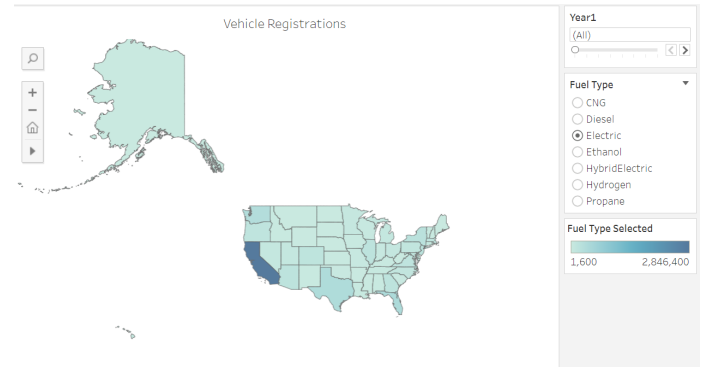 Vehicle Registrations
Year1
(All)
Fuel Type
CNG
Diesel
Electric
Ethanol
HybridElectric
Hydrogen
Propane
Fuel Type Selected
1,600 2,846,400